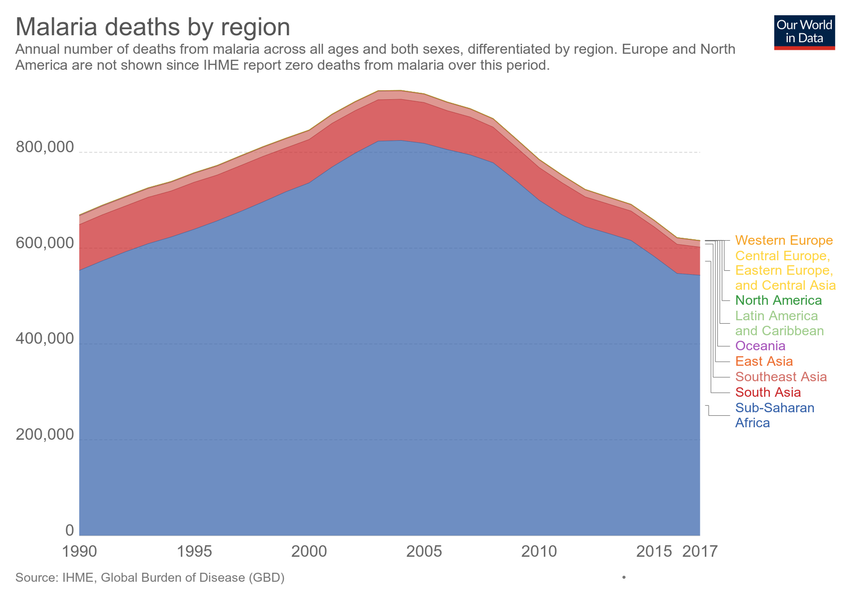 Malaria deaths by region
Our World
in Data
Annual number of deaths from malaria across all ages and both sexes, differentiated by region. Europe and North
America are not shown since IHME report zero deaths from malaria over this period.
800,000
600,000
400,000
200,000
0
1990
1995
2000
2005
2010
2015
2017
Western Europe
Central Europe,
Eastern Europe,
and Central Asia
North America
Latin America
and Caribbean
Oceania
East Asia
Southeast Asia
South Asia
Sub-Saharan
Africa
Source: IHME, Global Burden of Disease (GBD)